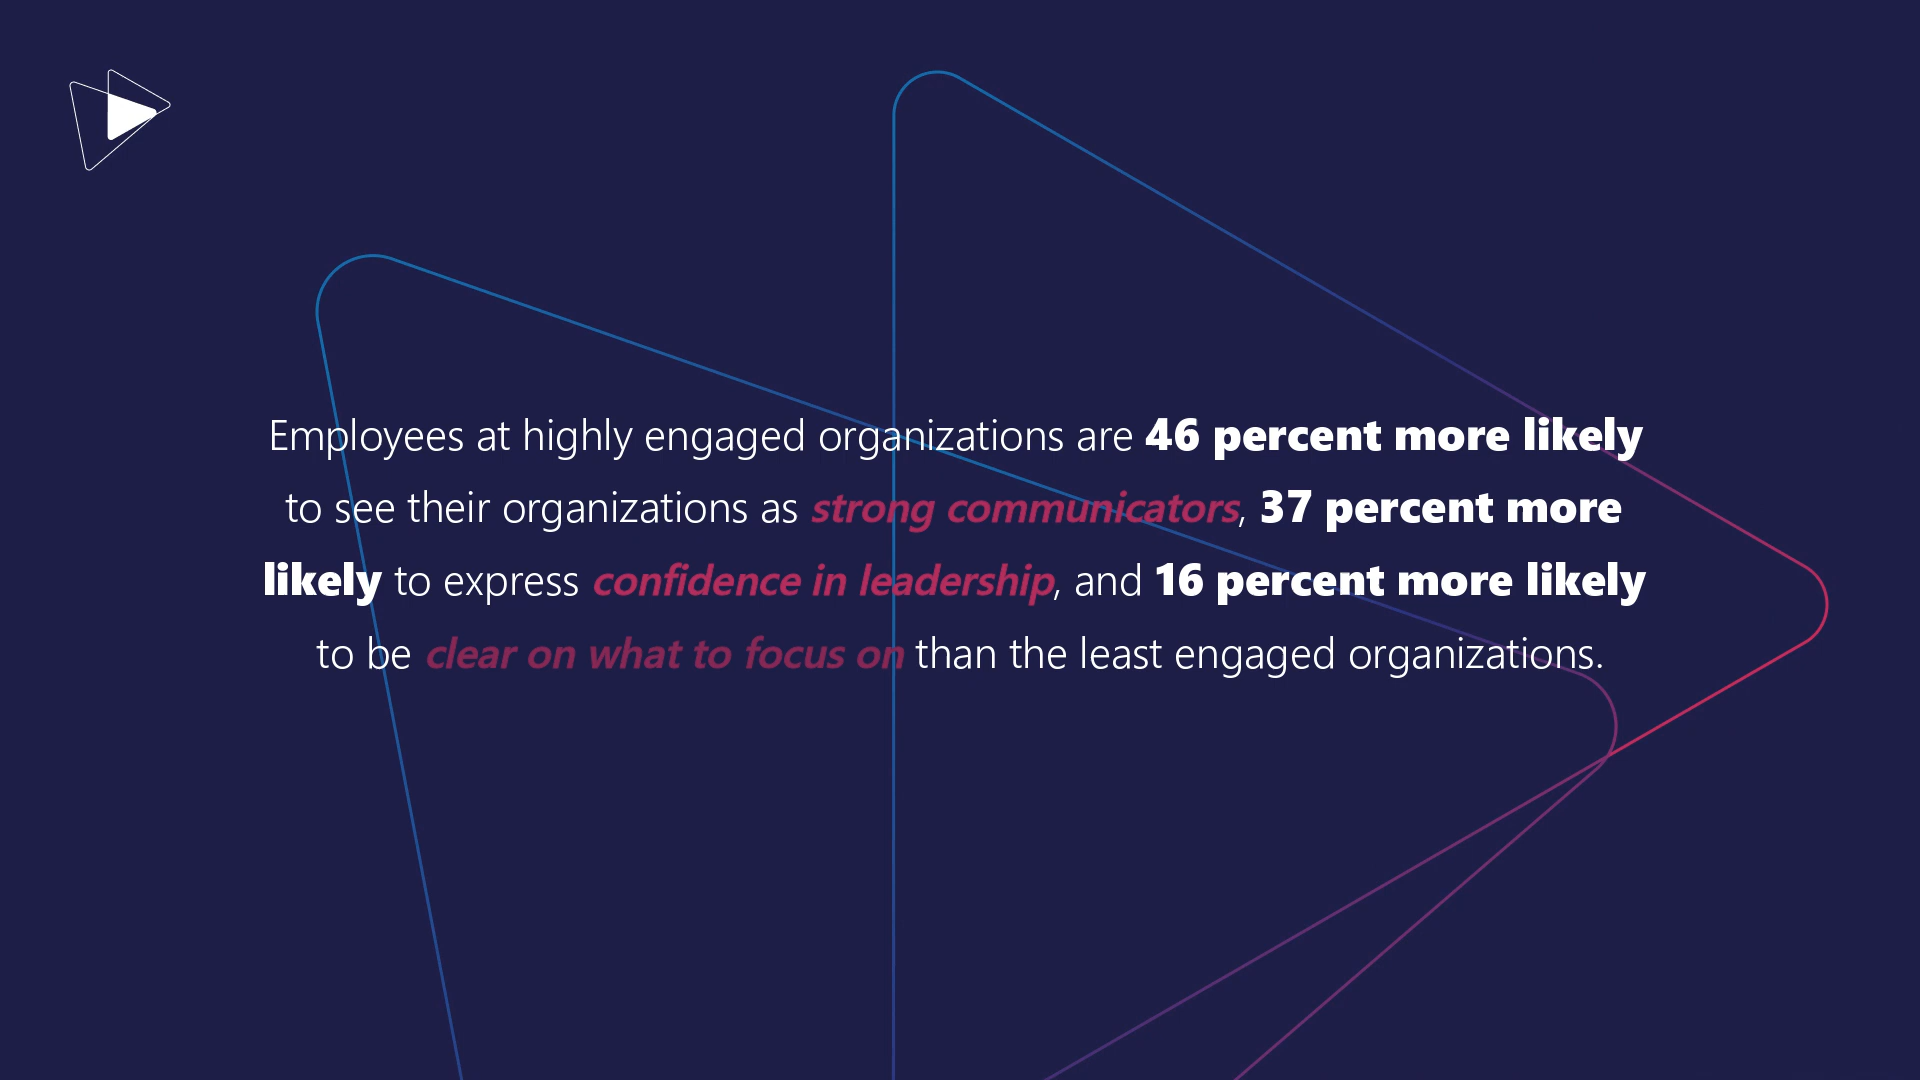 Employees at highly engaged organizations are 46 percent more likely
to see their organizations as strong communicators, 37 percent more
likely to express confidence in leadership, and 16 percent more likely
to be clear on what to focus on than the least engaged organizations.